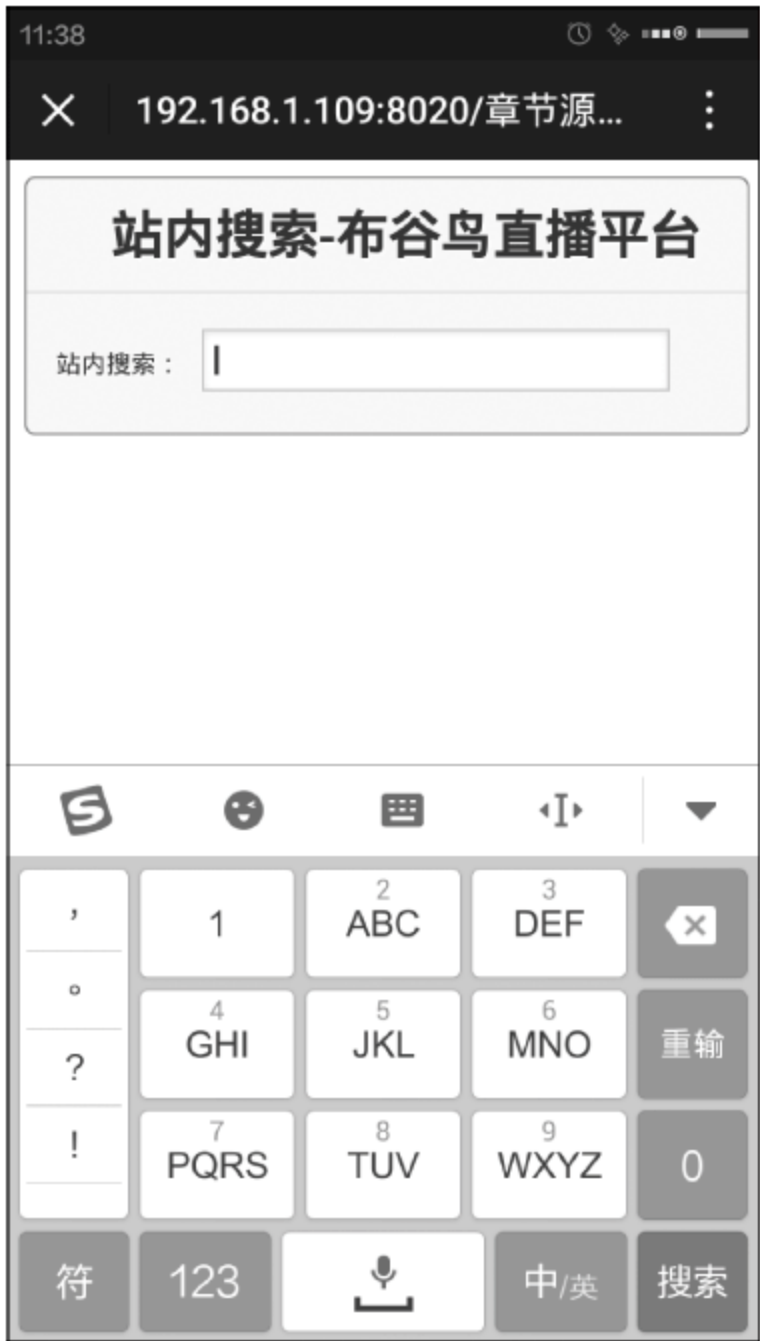 11:38
192.168.1.109:8020/章节源...
站内搜索-布谷鸟直播平台
站内搜索：
S
，
1
2
ABC
3
DEF
。
4
GHI
5
JKL
6
MNO
重输
?
!
7
PQRS
8
TUV
9
WXYZ
0
符
123
中/英
搜索